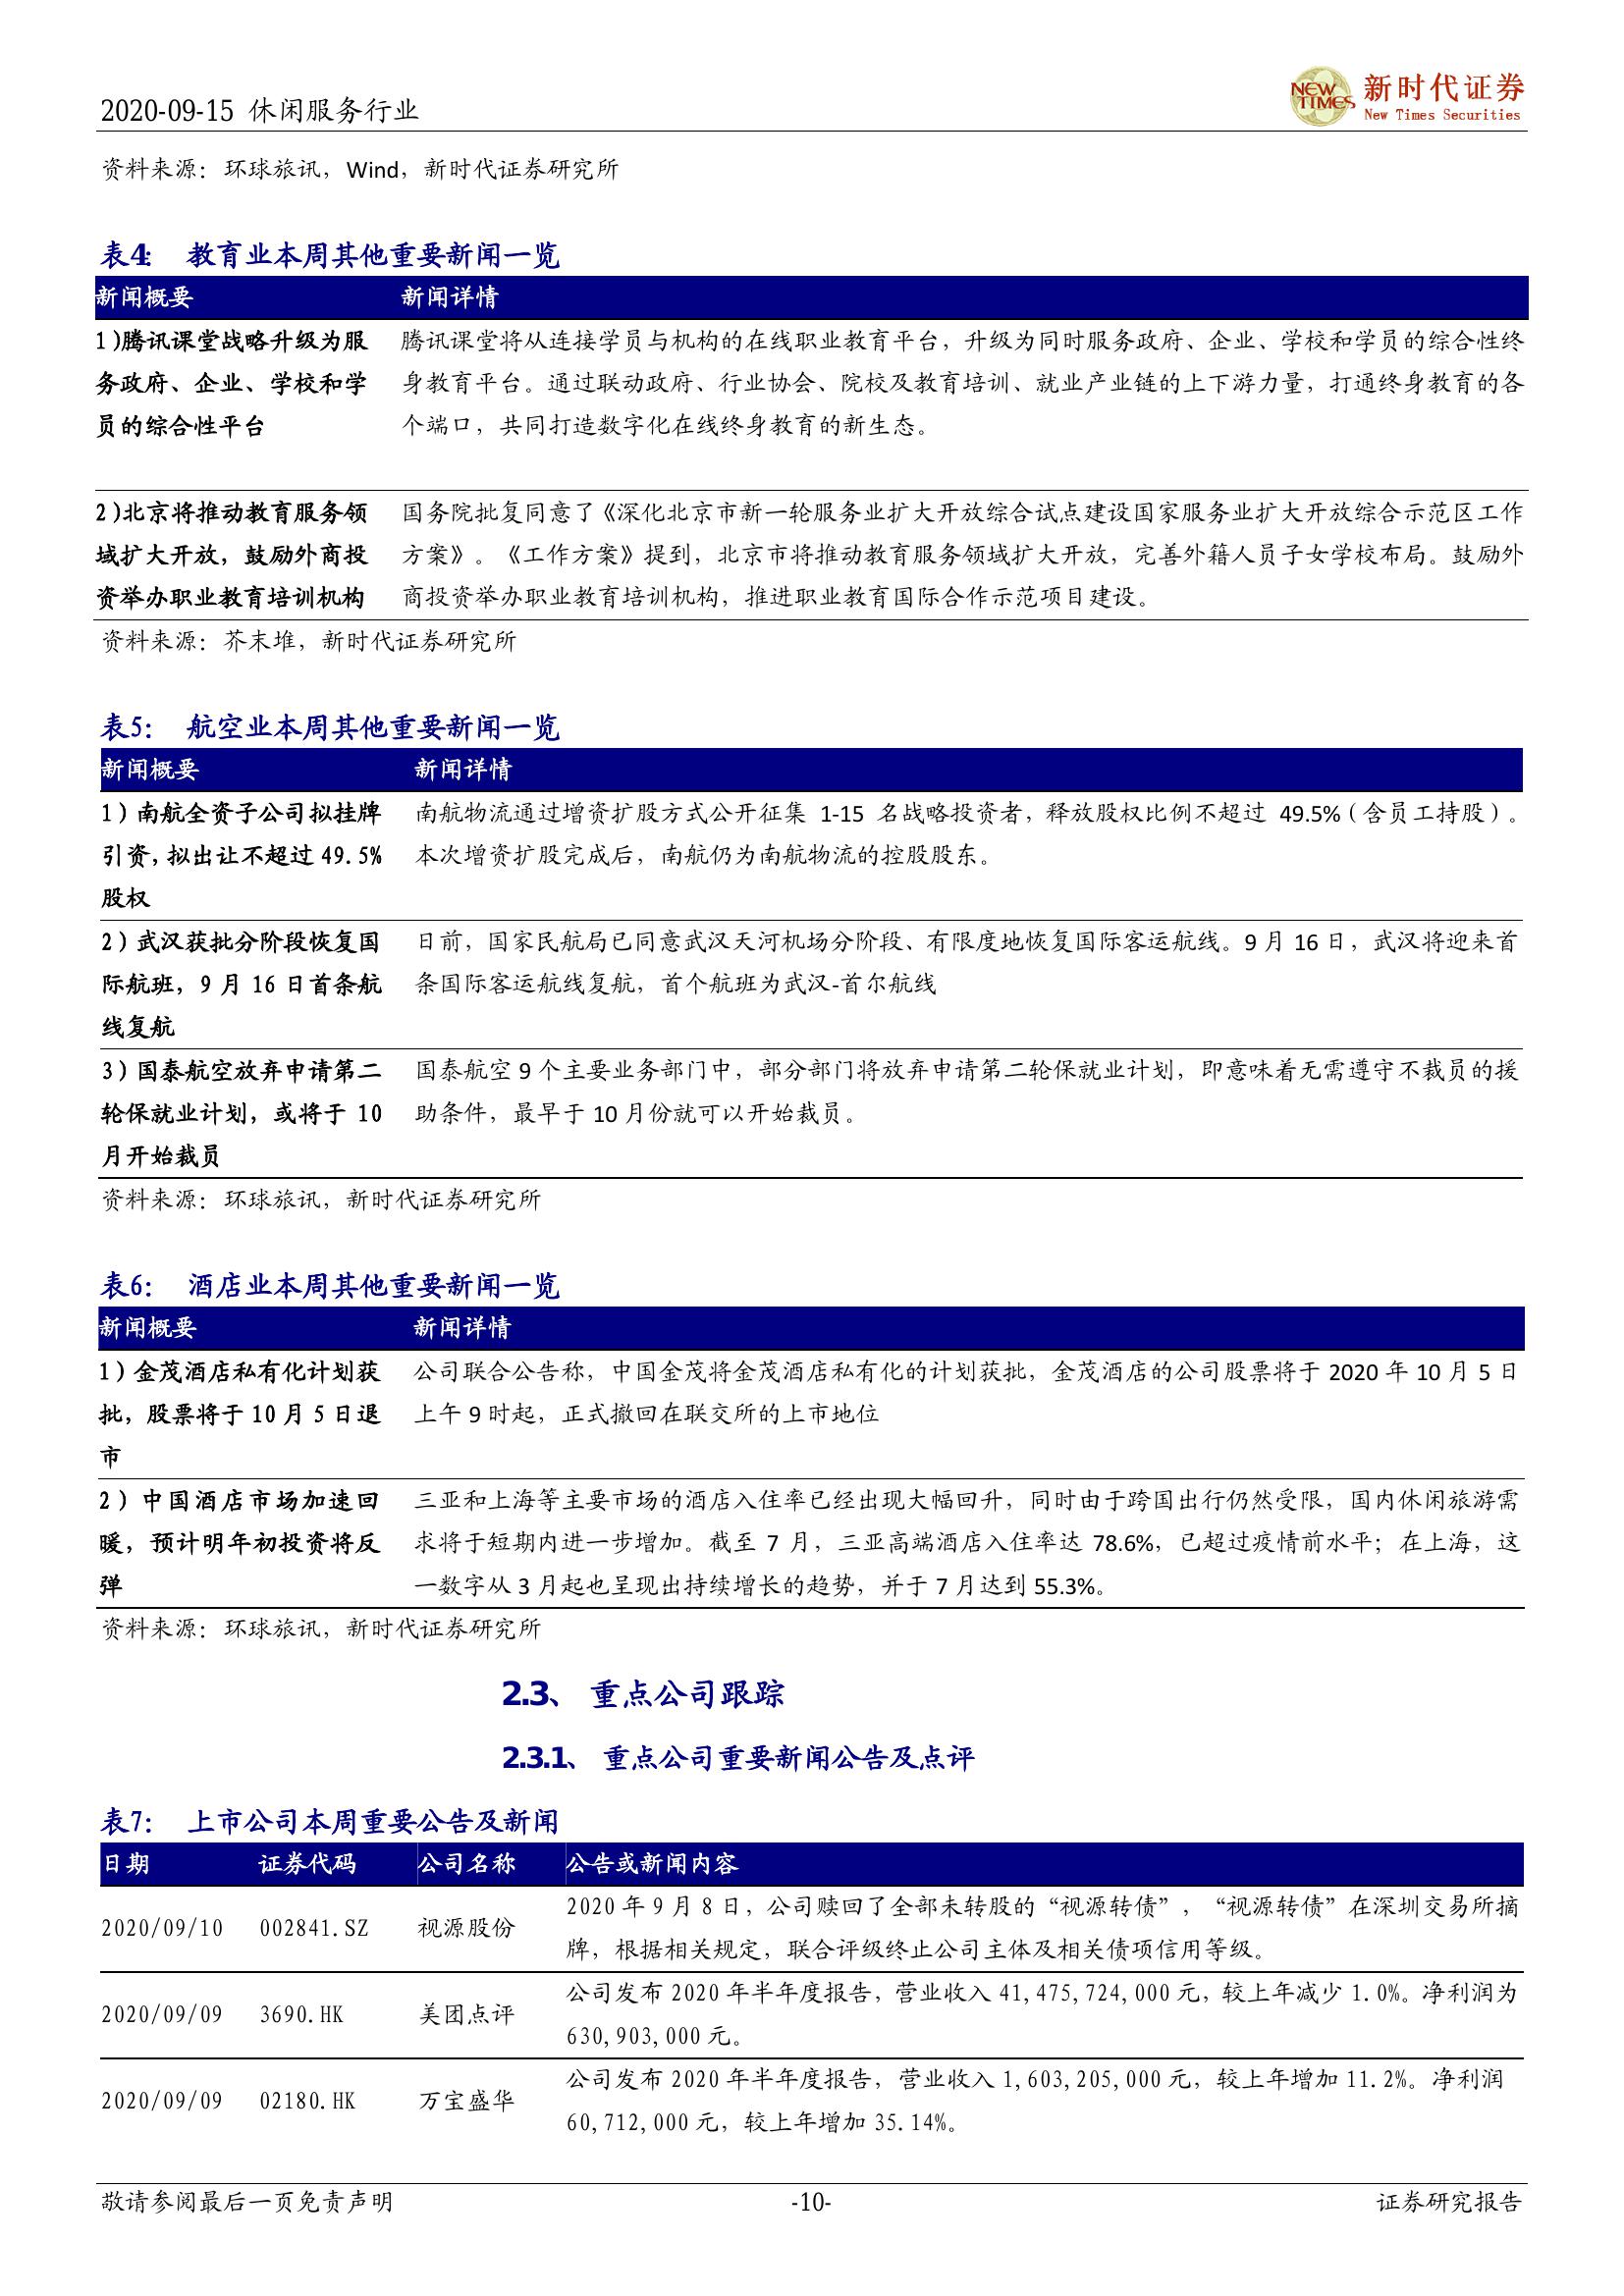 2020-09-15 休闲服务行业
NEW TIMES
新时代证券
New Times Securities
资料来源：环球旅讯，Wind，新时代证券研究所
表4： 教育业本周其他重要新闻一览
新闻概要 新闻详情
1)腾讯课堂战略升级为服 腾讯课堂将从连接学员与机构的在线职业教育平台，升级为同时服务政府、企业、学校和学员的综合性终
务政府、企业、学校和学 身教育平台。通过联动政府、行业协会、院校及教育培训、就业产业链的上下游力量，打通终身教育的各
员的综合性平台 个端口，共同打造数字化在线终身教育的新生态。
2)北京将推动教育服务领 国务院批复同意了《深化北京市新一轮服务业扩大开放综合试点建设国家服务业扩大开放综合示范区工作
域扩大开放，鼓励外商投 方案》。《工作方案》提到，北京市将推动教育服务领域扩大开放，完善外籍人员子女学校布局。鼓励外
资举办职业教育培训机构 商投资举办职业教育培训机构，推进职业教育国际合作示范项目建设。
资料来源：芥末堆，新时代证券研究所
表5： 航空业本周其他重要新闻一览
新闻概要 新闻详情
1）南航全资子公司拟挂牌 南航物流通过增资扩股方式公开征集 1-15 名战略投资者，释放股权比例不超过 49.5%（含员工持股）。
引资，拟出让不超过 49.5% 本次增资扩股完成后，南航仍为南航物流的控股股东。
股权
2）武汉获批分阶段恢复国 日前，国家民航局已同意武汉天河机场分阶段、有限度地恢复国际客运航线。9 月 16 日，武汉将迎来首
际航班，9 月 16 日首条航 条国际客运航线复航，首个航班为武汉-首尔航线
线复航
3）国泰航空放弃申请第二 国泰航空 9 个主要业务部门中，部分部门将放弃申请第二轮保就业计划，即意味着无需遵守不裁员的援
轮保就业计划，或将于 10 助条件，最早于 10 月份就可以开始裁员。
月开始裁员
资料来源：环球旅讯，新时代证券研究所
表6： 酒店业本周其他重要新闻一览
新闻概要 新闻详情
1）金茂酒店私有化计划获 公司联合公告称，中国金茂将金茂酒店私有化的计划获批，金茂酒店的公司股票将于 2020 年 10 月 5 日
批，股票将于 10 月 5 日退 上午 9 时起，正式撤回在联交所的上市地位
市
2）中国酒店市场加速回 三亚和上海等主要市场的酒店入住率已经出现大幅回升，同时由于跨国出行仍然受限，国内休闲旅游需
暖，预计明年初投资将反 求将于短期内进一步增加。截至 7 月，三亚高端酒店入住率达 78.6%，已超过疫情前水平；在上海，这
弹 一数字从 3 月起也呈现出持续增长的趋势，并于 7 月达到 55.3%。
资料来源：环球旅讯，新时代证券研究所
2.3、 重点公司跟踪
2.3.1、 重点公司重要新闻公告及点评
表7： 上市公司本周重要公告及新闻
日期 证券代码 公司名称 公告或新闻内容
2020/09/10 002841.SZ 视源股份 2020 年 9 月 8 日，公司赎回了全部未转股的“视源转债”，“视源转债”在深圳交易所摘
牌，根据相关规定，联合评级终止公司主体及相关债项信用等级。
2020/09/09 3690.HK 美团点评 公司发布 2020 年半年度报告，营业收入 41,475,724,000 元，较上年减少 1.0%。净利润为
630,903,000 元。
2020/09/09 02180.HK 万宝盛华 公司发布 2020 年半年度报告，营业收入 1,603,205,000 元，较上年增加 11.2%。净利润
60,712,000 元，较上年增加 35.14%。
敬请参阅最后一页免责声明 -10- 证券研究报告